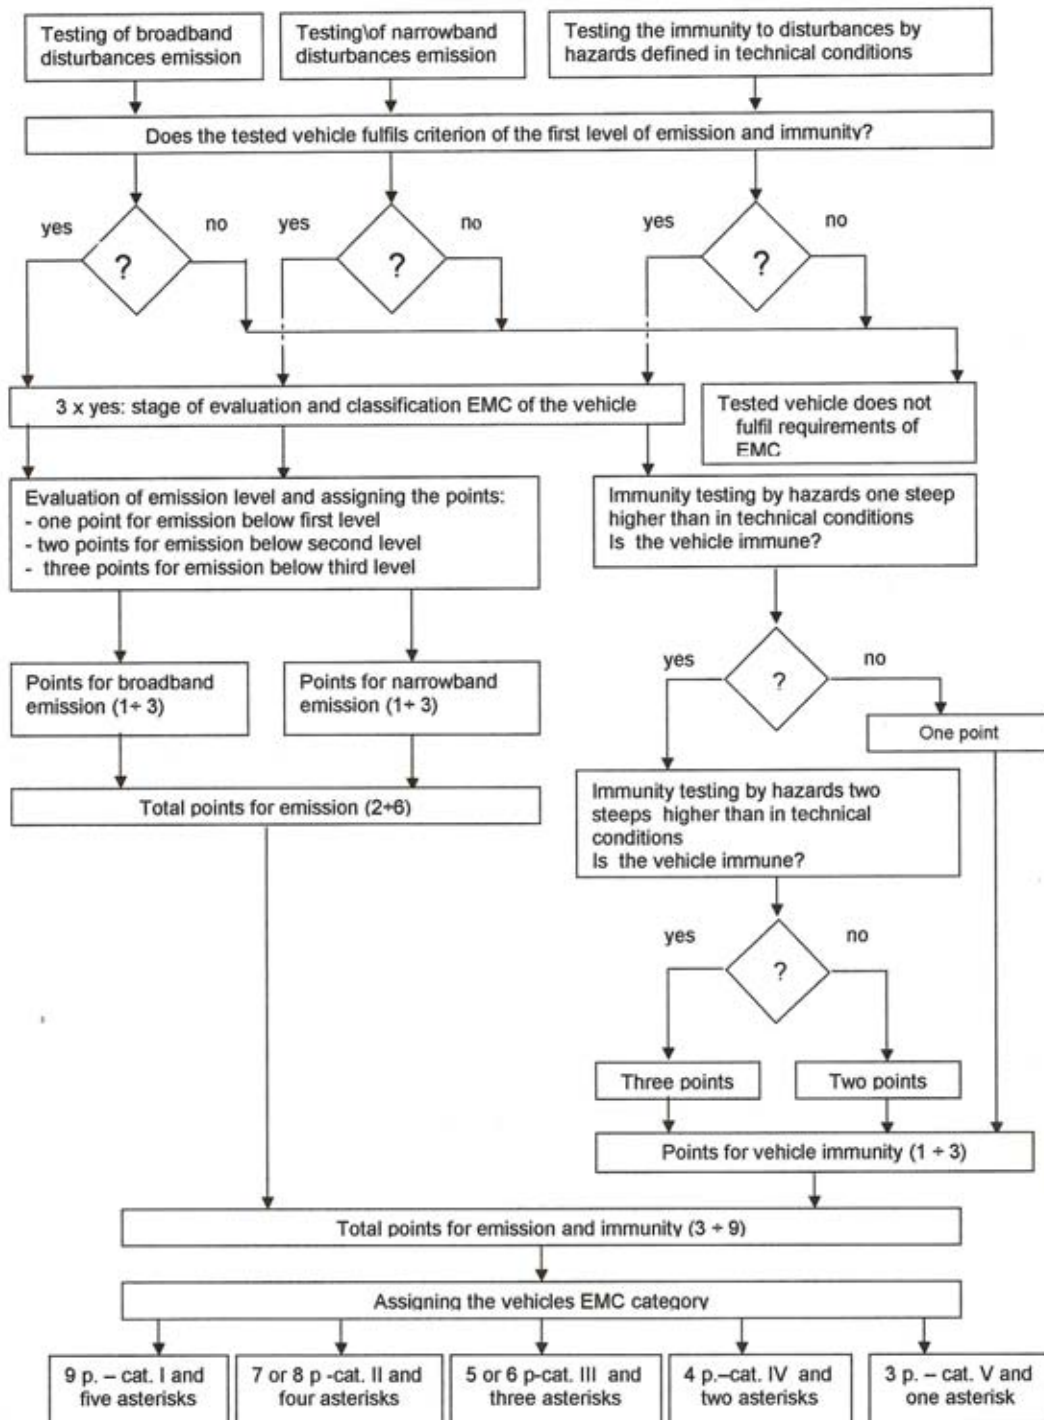 Testing of broadband
disturbances emission
Testing\of narrowband
disturbances emission
Testing the immunity to disturbances by
hazards defined in technical conditions
Does the tested vehicle fulfils criterion of the first level of emission and immunity?
yes
?
no
yes
?
no
yes
?
no
3 x yes: stage of evaluation and classification EMC of the vehicle
Tested vehicle does not
fulfil requirements of
EMC
Evaluation of emission level and assigning the points:
- one point for emission below first level
- two points for emission below second level
- three points for emission below third level
Immunity testing by hazards one steep
higher than in technical conditions
Is the vehicle immune?
yes
?
no
Points for broadband
emission (1÷ 3)
Points for narrowband
emission (1÷ 3)
One point
Total points for emission (2÷6)
Immunity testing by hazards two
steeps higher than in technical
conditions
Is the vehicle immune?
yes
?
no
Three points
Two points
Points for vehicle immunity (1 ÷ 3)
Total points for emission and immunity (3 ÷ 9)
Assigning the vehicles EMC category
9 p. – cat. I and
five asterisks
7 or 8 p -cat. II and
four asterisks
5 or 6 p-cat. III and
three asterisks
4 p.–cat. IV and
two asterisks
3 p. – cat. V and
one asterisk